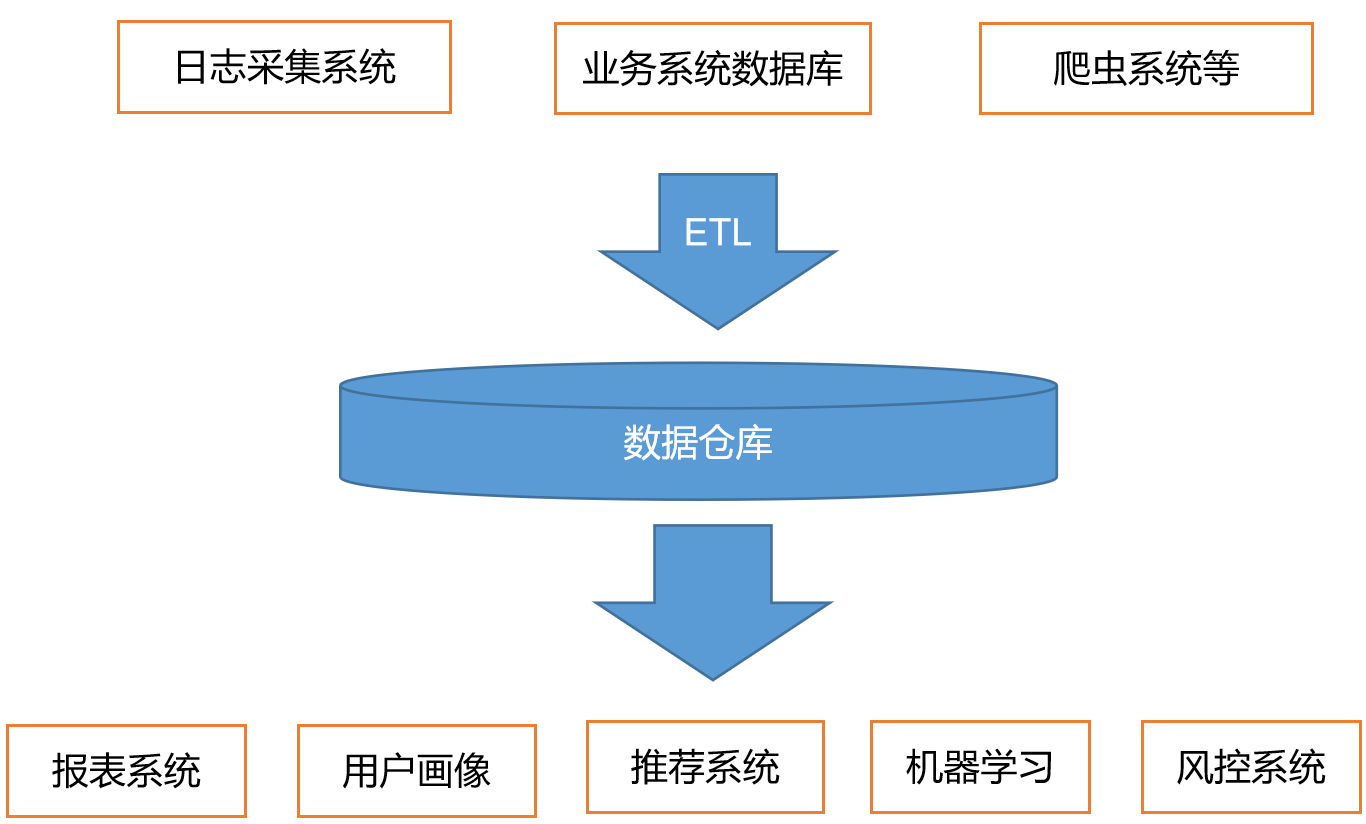 日志采集系统
业务系统数据库
爬虫系统等
ETL
数据仓库
报表系统
用户画像
推荐系统
机器学习
风控系统